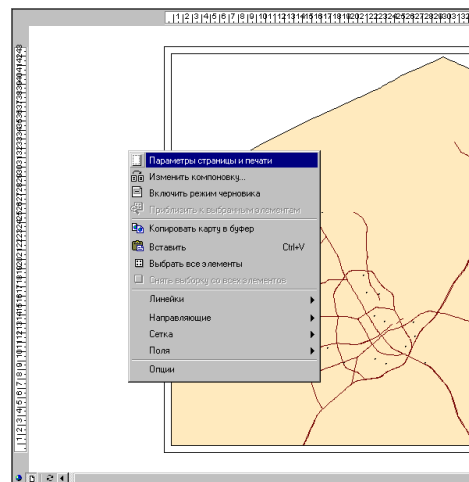 Параметры страницы и печати
Изменить компоновку...
Включить режим черновика
Приблизить к выбранным элементам
Копировать карту в буфер
Вставить Ctrl+V
Выбрать все элементы
Снять выборку со всех элементов
Линейки
Направляющие
Сетка
Поля
Опции